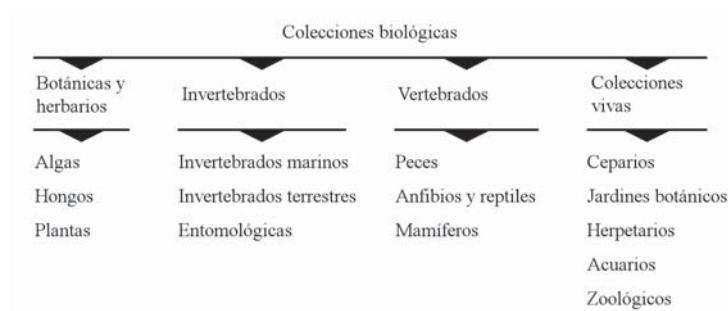 Colecciones biológicas
Botánicas y
herbarios
Algas
Hongos
Plantas
Invertebrados
Invertebrados marinos
Invertebrados terrestres
Entomológicas
Vertebrados
Peces
Anfibios y reptiles
Mamíferos
Colecciones
vivas
Ceparios
Jardines botánicos
Herpetarios
Acuarios
Zoológicos